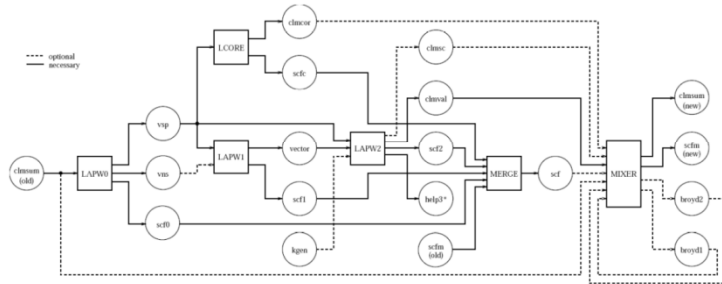 clmcor
LCORE
clmsc
optional
necessary
scfc
clmval
clmsum
(new)
vsp
LAPW1
vector
LAPW2
scf2
scfm
(new)
clmsum
(old)
LAPW0
vns
MERGE
scf
MIXER
scf1
help3*
broyd2
scf0
kgen
scfm
(old)
broyd1